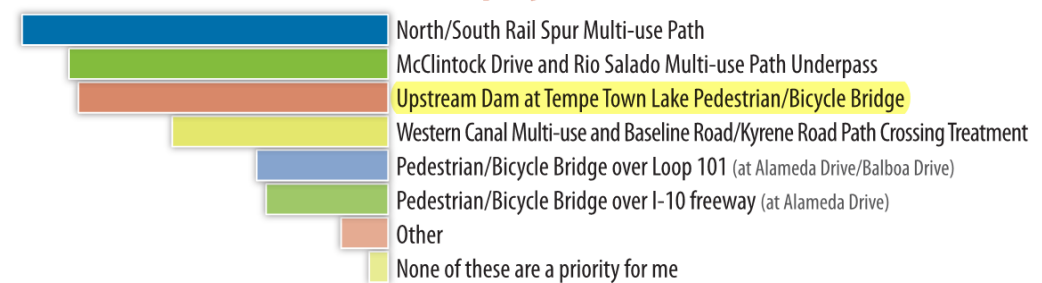 North/South Rail Spur Multi-use Path
McClintock Drive and Rio Salado Multi-use Path Underpass
Upstream Dam at Tempe Town Lake Pedestrian/Bicycle Bridge
Western Canal Multi-use and Baseline Road/Kyrene Road Path Crossing Treatment
Pedestrian/Bicycle Bridge over Loop 101 (at Alameda Drive/Balboa Drive)
Pedestrian/Bicycle Bridge over I-10 freeway (at Alameda Drive)
Other
None of these are a priority for me